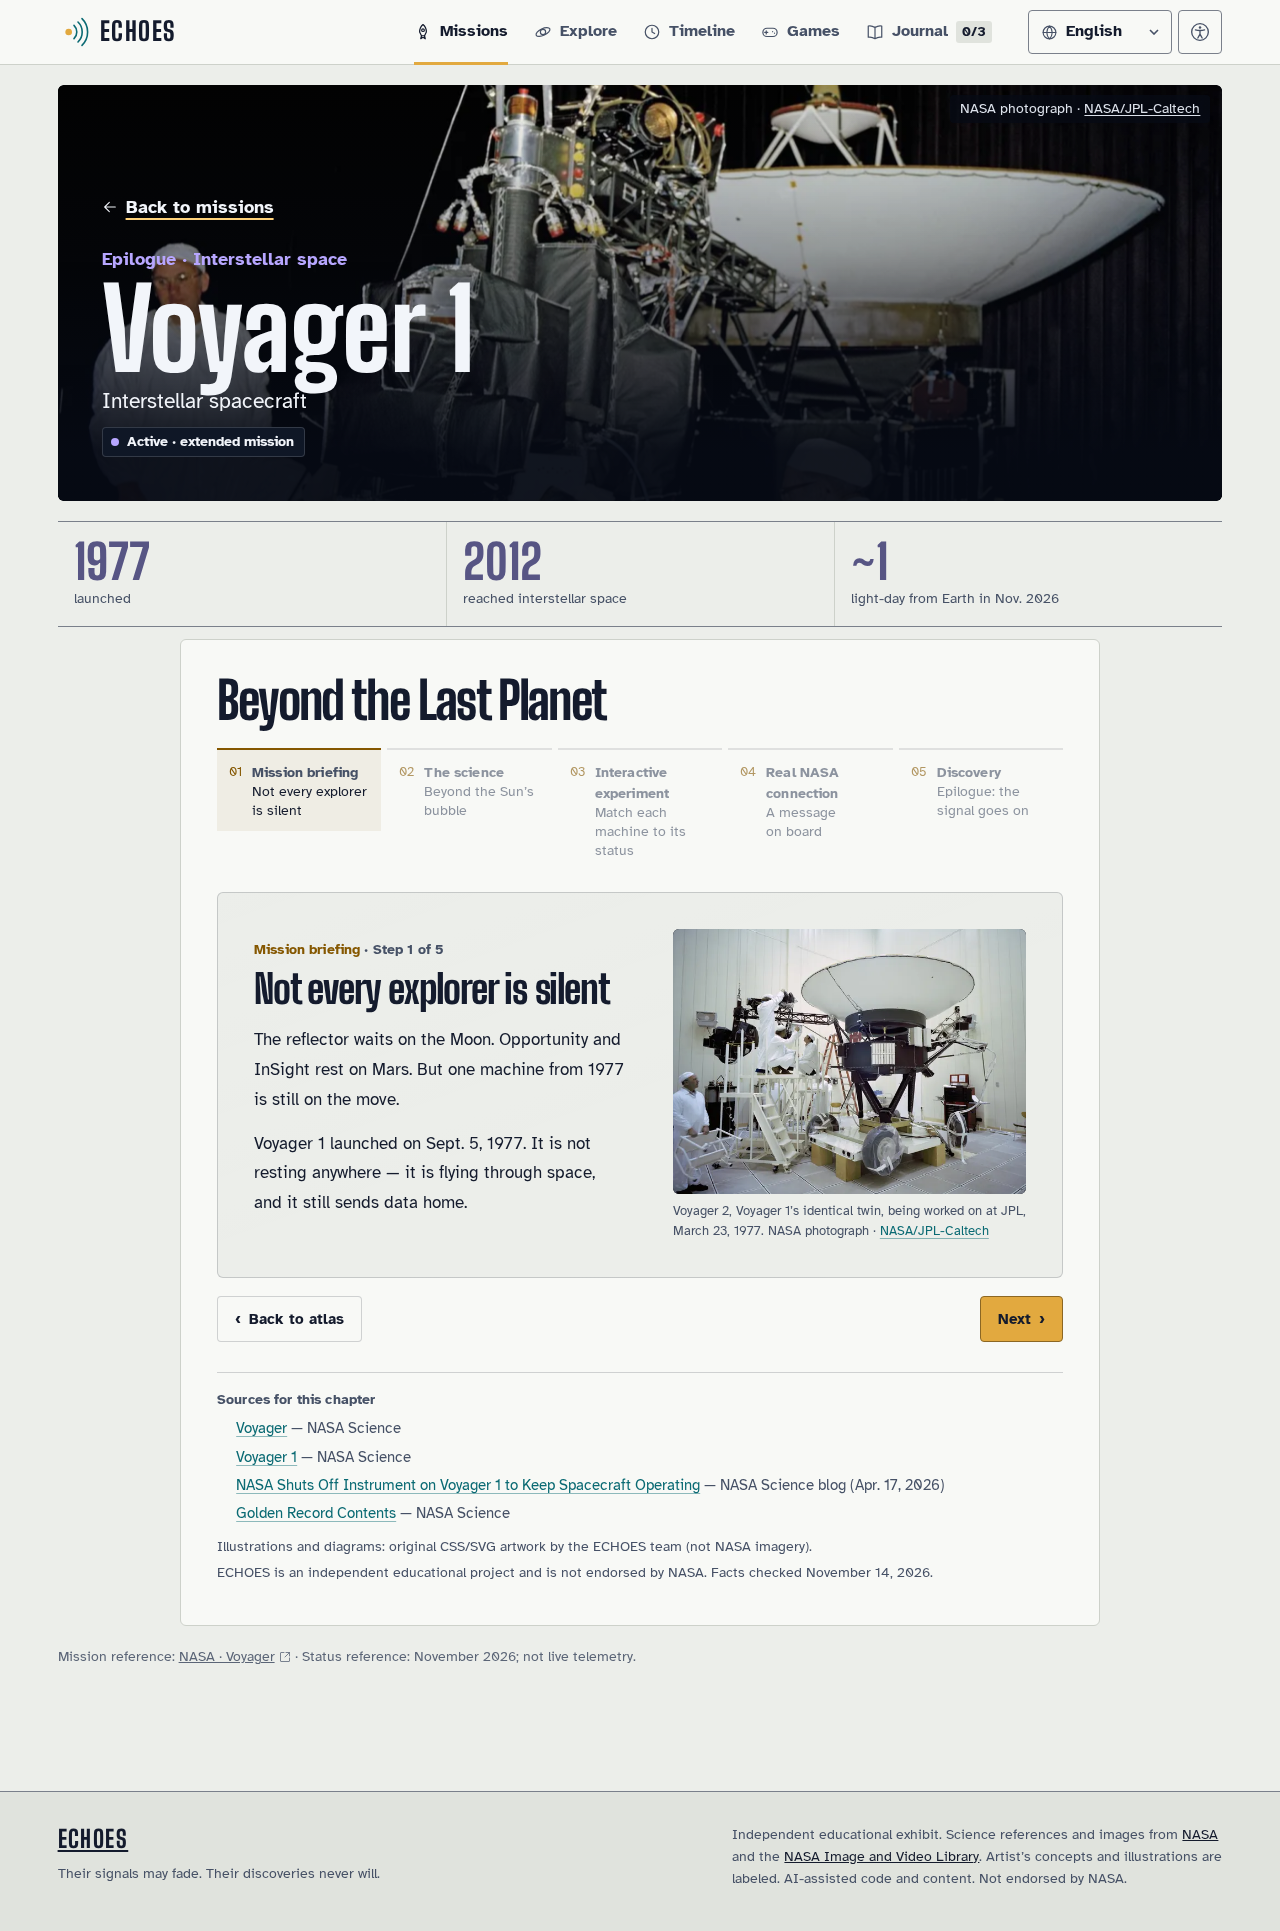 ECHOES
Missions
Explore
Timeline
Games
Journal 0/3
English
NASA photograph · NASA/JPL-Caltech
← Back to missions
Epilogue · Interstellar space
Voyager 1
Interstellar spacecraft
Active · extended mission
1977
launched
2012
reached interstellar space
~1
light-day from Earth in Nov. 2026
Beyond the Last Planet
01 Mission briefing
Not every explorer
is silent
02 The science
Beyond the Sun’s
bubble
03 Interactive
experiment
Match each
machine to its
status
04 Real NASA
connection
A message
on board
05 Discovery
Epilogue: the
signal goes on
Mission briefing · Step 1 of 5
Not every explorer is silent
The reflector waits on the Moon. Opportunity and
InSight rest on Mars. But one machine from 1977
is still on the move.
Voyager 1 launched on Sept. 5, 1977. It is not
resting anywhere — it is flying through space,
and it still sends data home.
Voyager 2, Voyager 1’s identical twin, being worked on at JPL,
March 23, 1977. NASA photograph · NASA/JPL-Caltech
‹ Back to atlas
Next ›
Sources for this chapter
Voyager — NASA Science
Voyager 1 — NASA Science
NASA Shuts Off Instrument on Voyager 1 to Keep Spacecraft Operating — NASA Science blog (Apr. 17, 2026)
Golden Record Contents — NASA Science
Illustrations and diagrams: original CSS/SVG artwork by the ECHOES team (not NASA imagery).
ECHOES is an independent educational project and is not endorsed by NASA. Facts checked November 14, 2026.
Mission reference: NASA · Voyager · Status reference: November 2026; not live telemetry.
ECHOES
Their signals may fade. Their discoveries never will.
Independent educational exhibit. Science references and images from NASA
and the NASA Image and Video Library. Artist’s concepts and illustrations are
labeled. AI-assisted code and content. Not endorsed by NASA.